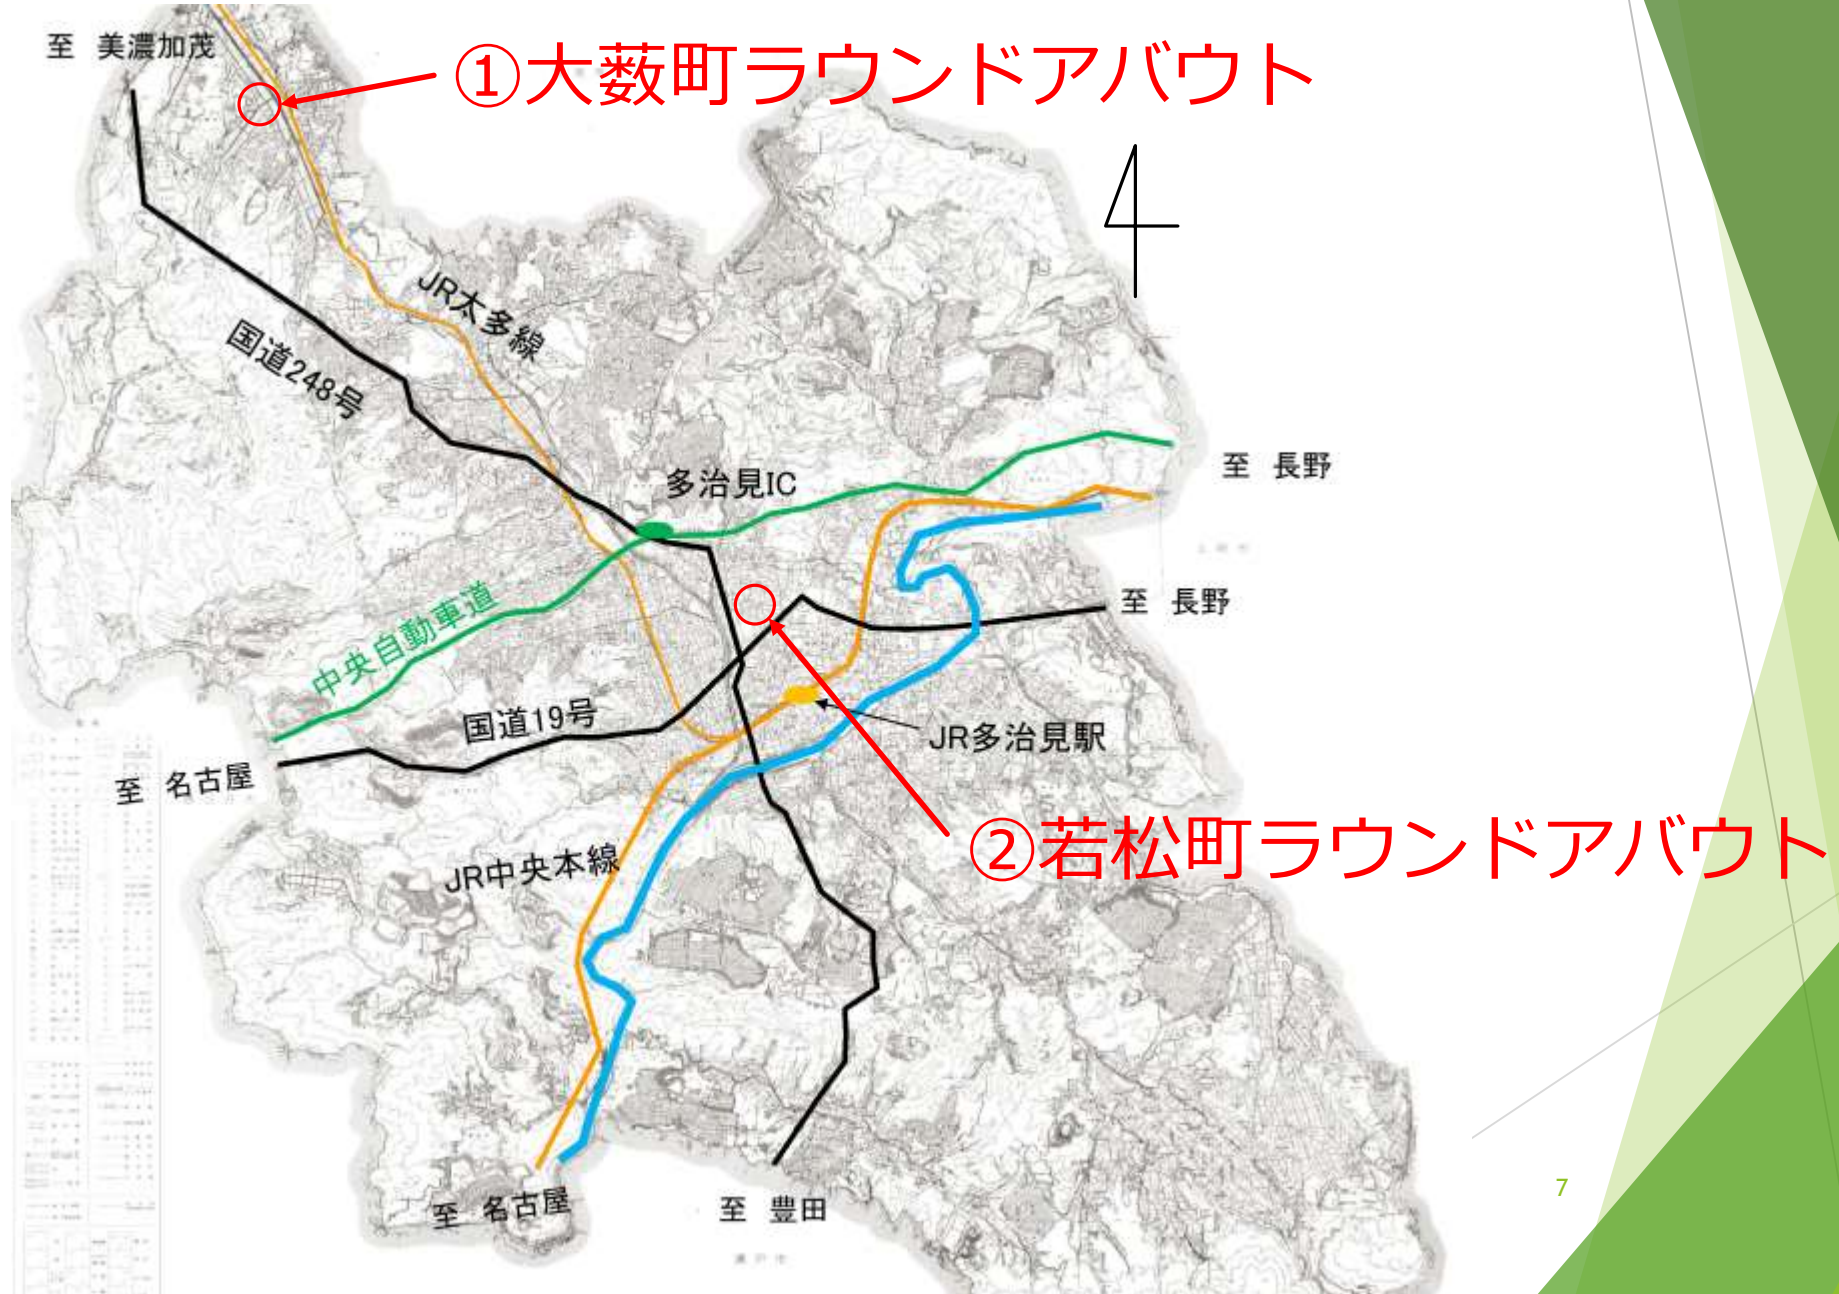 至 美濃加茂
①大薮町ラウンドアバウト
JR太多線
国道248号
多治見IC
至 長野
至 長野
中央自動車道
国道19号
JR多治見駅
至 名古屋
②若松町ラウンドアバウト
JR中央本線
至 名古屋
至 豊田
7